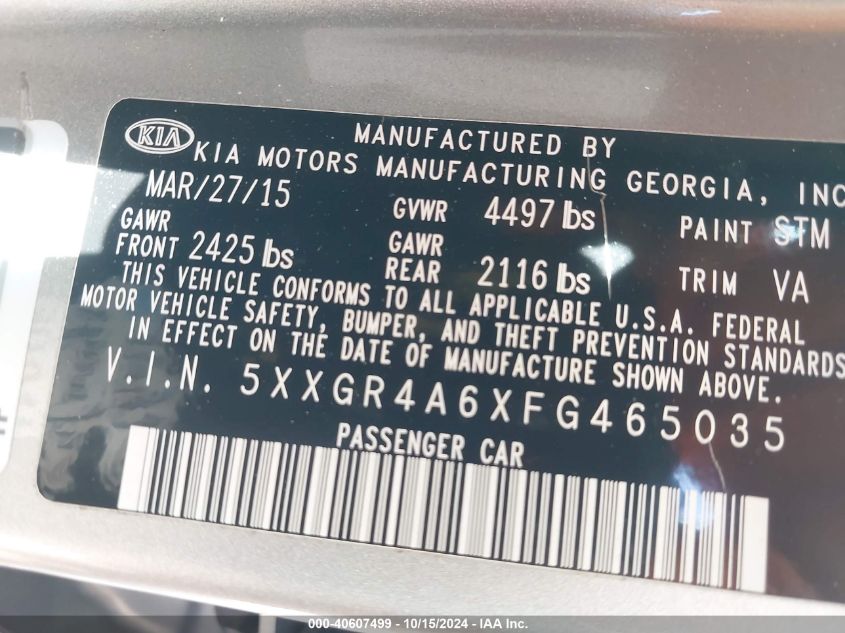 KIA
MANUFACTURED BY
KIA MOTORS MANUFACTURING GEORGIA, INC
MAR/27/15 GVWR 4497 lbs PAINT STM
GAWR FRONT 2425 lbs GAWR REAR 2116 lbs TRIM VA
THIS VEHICLE CONFORMS TO ALL APPLICABLE U.S.A. FEDERAL
MOTOR VEHICLE SAFETY, BUMPER, AND THEFT PREVENTION STANDARDS
IN EFFECT ON THE DATE OF MANUFACTURE SHOWN ABOVE.
V.I.N. 5XXGR4A6XFG465035
PASSENGER CAR
000-40607499 - 10/15/2024 - IAA Inc.